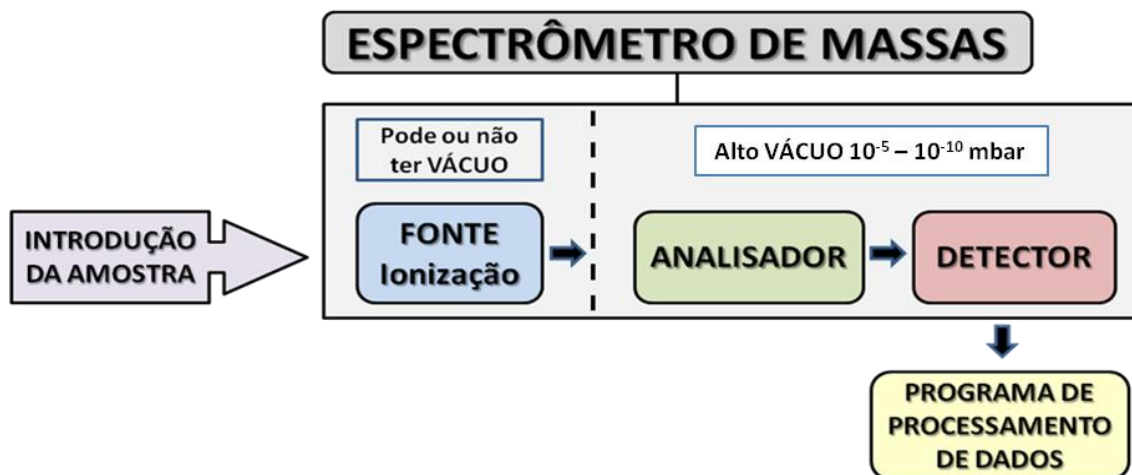 ESPECTRÔMETRO DE MASSAS
Pode ou não
ter VÁCUO
Alto VÁCUO 10⁻⁵ – 10⁻¹⁰ mbar
INTRODUÇÃO
DA AMOSTRA
FONTE
Ionização
ANALISADOR
DETECTOR
PROGRAMA DE
PROCESSAMENTO
DE DADOS